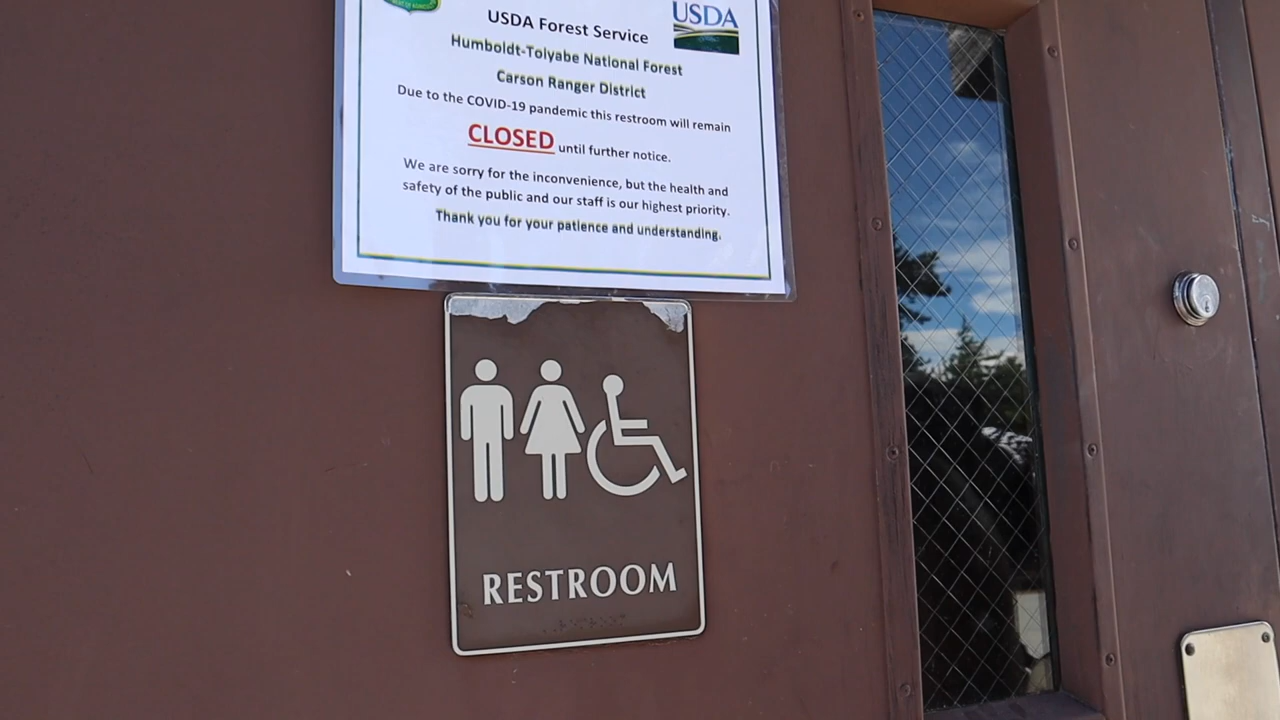 USDA Forest Service
USDA
Humboldt-Toiyabe National Forest
Carson Ranger District
Due to the COVID-19 pandemic this restroom will remain
CLOSED until further notice.
We are sorry for the inconvenience, but the health and
safety of the public and our staff is our highest priority.
Thank you for your patience and understanding.
RESTROOM